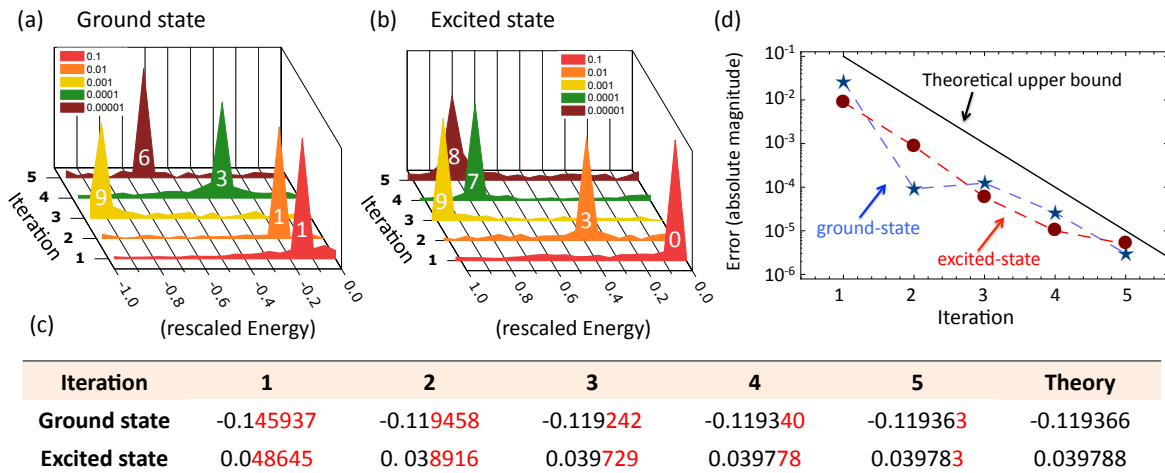 (a) Ground state
0.1
0.01
0.001
0.0001
0.00001
6
3
9
1
1
5
4
3
2
1
Iteration
-1.0
-0.8
-0.6
-0.4
-0.2
0.0
(rescaled Energy)
(b) Excited state
0.1
0.01
0.001
0.0001
0.00001
8
7
9
3
0
5
4
3
2
1
Iteration
-1.0
-0.8
-0.6
-0.4
-0.2
0.0
(rescaled Energy)
(d)
Error (absolute magnitude)
10^-1
10^-2
10^-3
10^-4
10^-5
10^-6
Theoretical upper bound
ground-state
excited-state
1 2 3 4 5
Iteration
(c)
Iteration 1 2 3 4 5 Theory
Ground state -0.145937 -0.119458 -0.119242 -0.119340 -0.119363 -0.119366
Excited state 0.048645 0. 038916 0.039729 0.039778 0.039783 0.039788